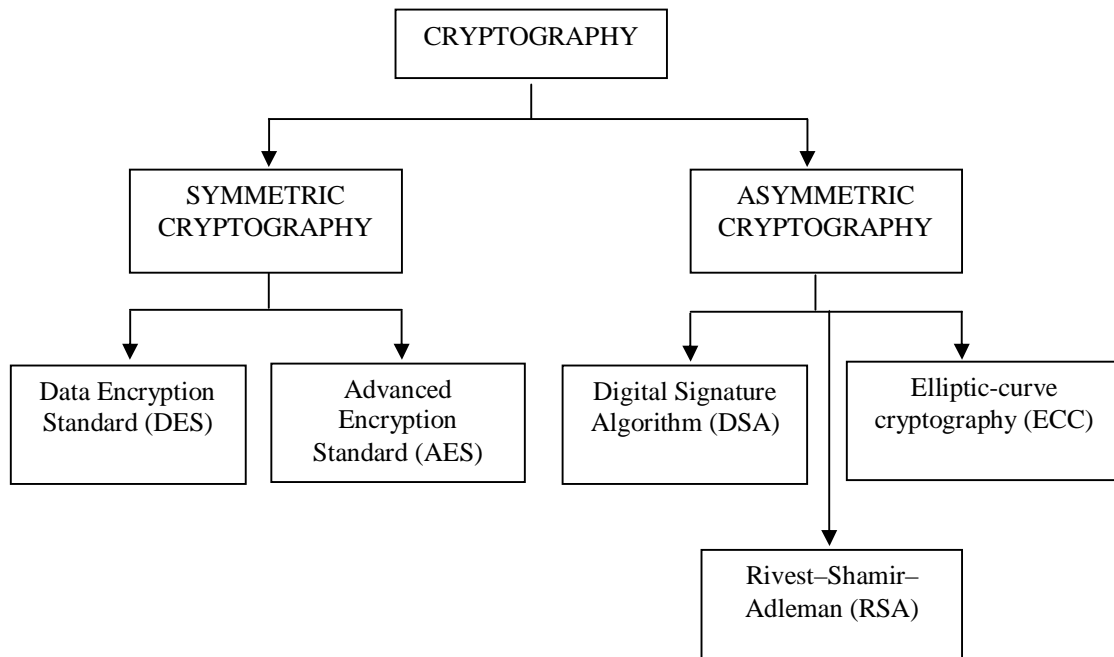 CRYPTOGRAPHY
SYMMETRIC
CRYPTOGRAPHY
ASYMMETRIC
CRYPTOGRAPHY
Data Encryption
Standard (DES)
Advanced
Encryption
Standard (AES)
Digital Signature
Algorithm (DSA)
Elliptic-curve
cryptography (ECC)
Rivest–Shamir–
Adleman (RSA)